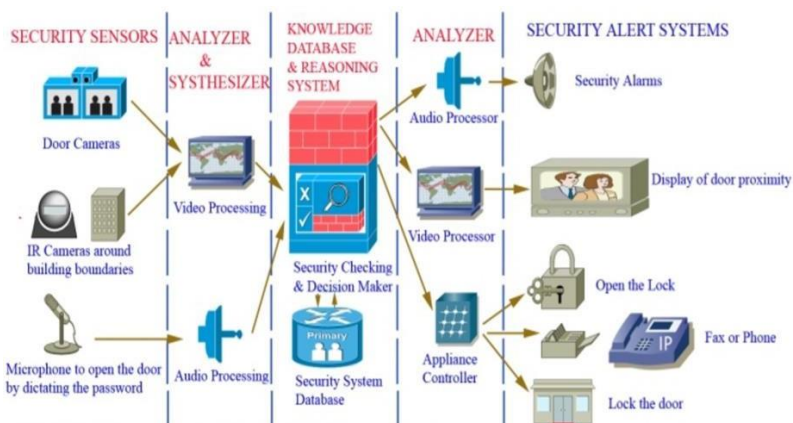 SECURITY SENSORS
ANALYZER
&
SYSTHESIZER
KNOWLEDGE
DATABASE
& REASONING
SYSTEM
ANALYZER
SECURITY ALERT SYSTEMS
Door Cameras
IR Cameras around
building boundaries
Microphone to open the door
by dictating the password
Video Processing
Audio Processing
X
✓
Security Checking
& Decision Maker
Primary
Security System
Database
Audio Processor
Video Processor
Appliance
Controller
Security Alarms
Display of door proximity
Open the Lock
IP
Fax or Phone
Lock the door